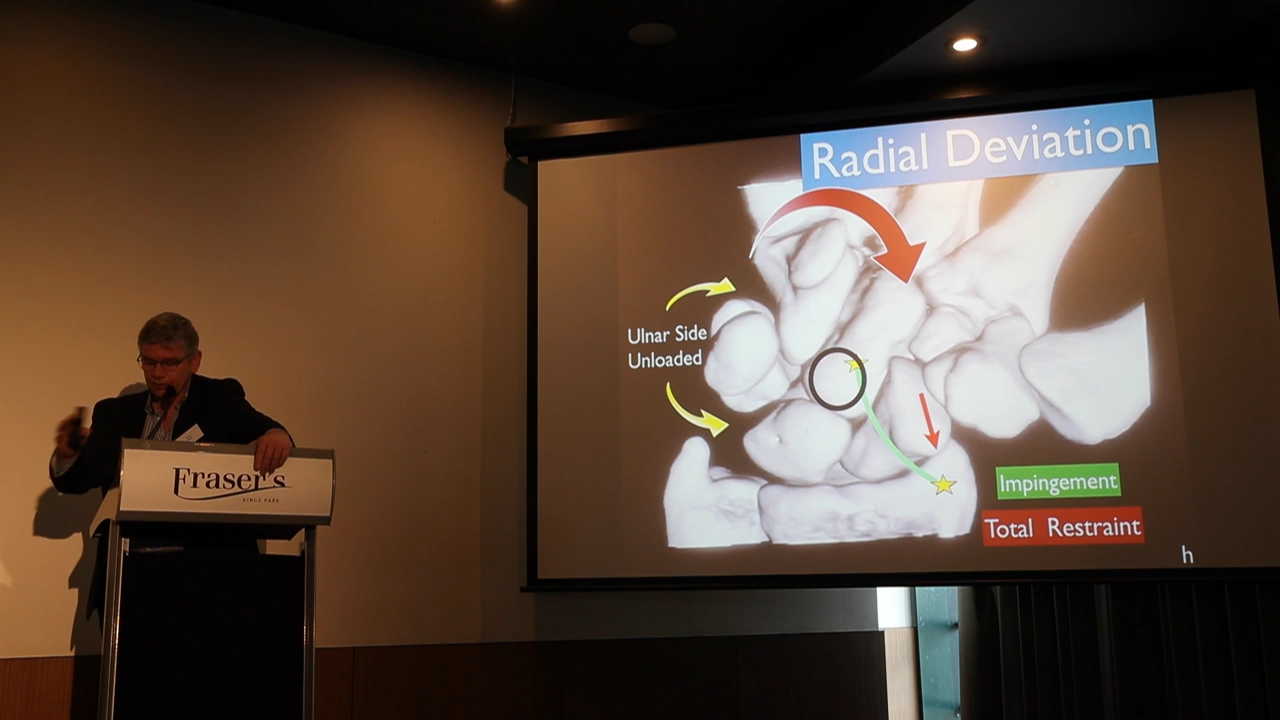 Radial Deviation
Ulnar Side
Unloaded
Impingement
Total Restraint
h
Fraser's
KINGS PARK